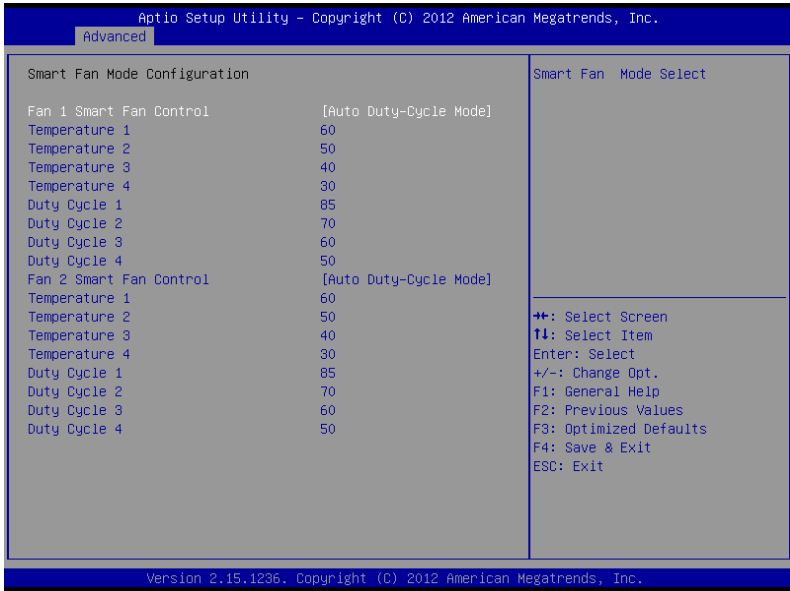 Aptio Setup Utility – Copyright (C) 2012 American Megatrends, Inc.
Advanced
Smart Fan Mode Configuration
Fan 1 Smart Fan Control [Auto Duty-Cycle Mode]
Temperature 1 60
Temperature 2 50
Temperature 3 40
Temperature 4 30
Duty Cycle 1 85
Duty Cycle 2 70
Duty Cycle 3 60
Duty Cycle 4 50
Fan 2 Smart Fan Control [Auto Duty-Cycle Mode]
Temperature 1 60
Temperature 2 50
Temperature 3 40
Temperature 4 30
Duty Cycle 1 85
Duty Cycle 2 70
Duty Cycle 3 60
Duty Cycle 4 50
Smart Fan Mode Select
→←: Select Screen
↑↓: Select Item
Enter: Select
+/-: Change Opt.
F1: General Help
F2: Previous Values
F3: Optimized Defaults
F4: Save & Exit
ESC: Exit
Version 2.15.1236. Copyright (C) 2012 American Megatrends, Inc.